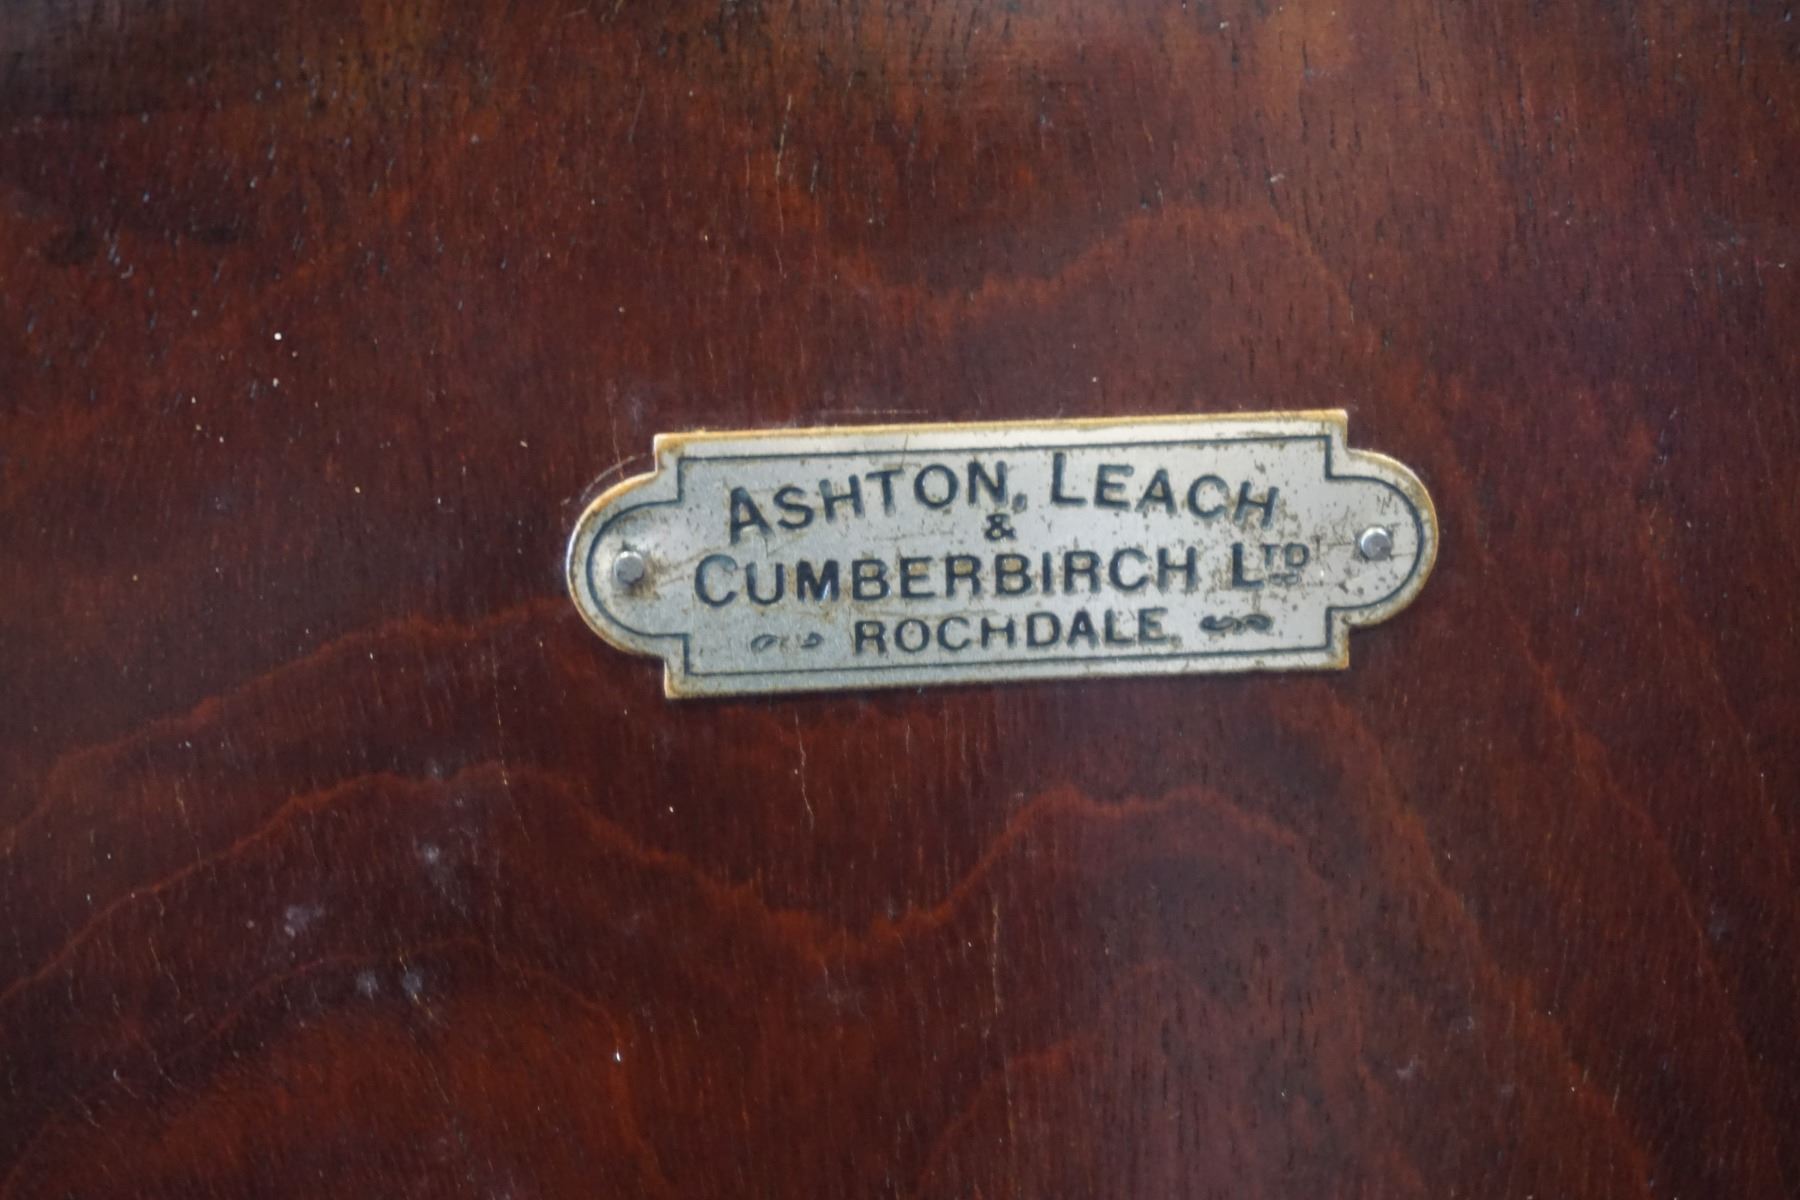 ASHTON, LEACH
&
CUMBERBIRCH LTD
ROCHDALE.